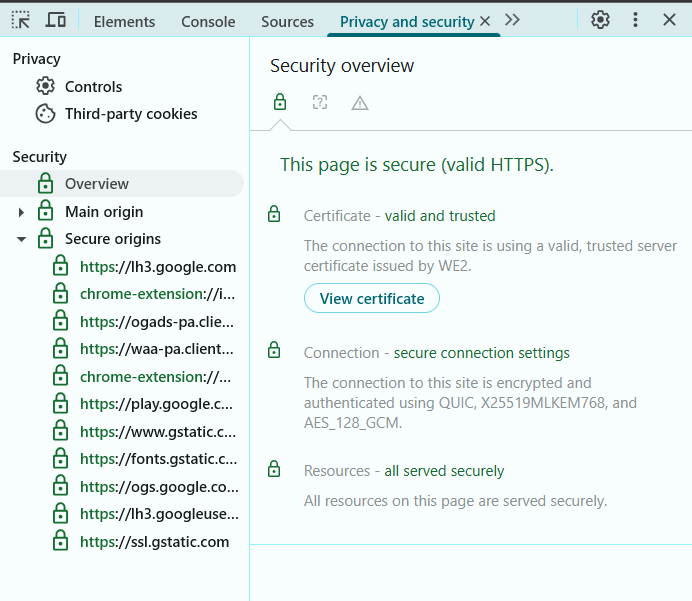 Elements Console Sources Privacy and security
Privacy
Controls
Third-party cookies
Security
Overview
Main origin
Secure origins
https://lh3.google.com
chrome-extension://i...
https://ogads-pa.clie...
https://waa-pa.client...
chrome-extension://...
https://play.google.c...
https://www.gstatic.c...
https://fonts.gstatic.c...
https://ogs.google.co...
https://lh3.googleuse...
https://ssl.gstatic.com
Security overview
This page is secure (valid HTTPS).
Certificate - valid and trusted
The connection to this site is using a valid, trusted server
certificate issued by WE2.
View certificate
Connection - secure connection settings
The connection to this site is encrypted and
authenticated using QUIC, X25519MLKEM768, and
AES_128_GCM.
Resources - all served securely
All resources on this page are served securely.